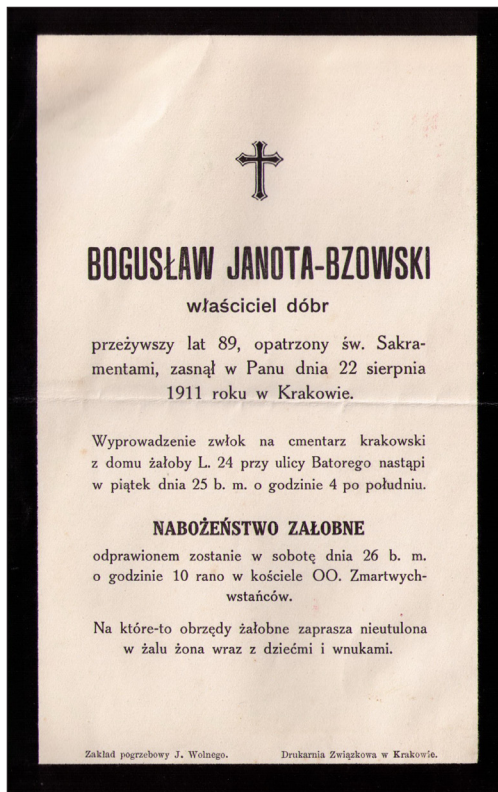 BOGUSŁAW JANOTA-BZOWSKI
właściciel dóbr
przeżywszy lat 89, opatrzony św. Sakra-
mentami, zasnął w Panu dnia 22 sierpnia
1911 roku w Krakowie.
Wyprowadzenie zwłok na cmentarz krakowski
z domu żałoby L. 24 przy ulicy Batorego nastąpi
w piątek dnia 25 b. m. o godzinie 4 po południu.
NABOŻEŃSTWO ZAŁOBNE
odprawionem zostanie w sobotę dnia 26 b. m.
o godzinie 10 rano w kościele OO. Zmartwych-
wstańców.
Na które-to obrzędy żałobne zaprasza nieutulona
w żalu żona wraz z dziećmi i wnukami.
Zakład pogrzebowy J. Wolnego. Drukarnia Związkowa w Krakowie.